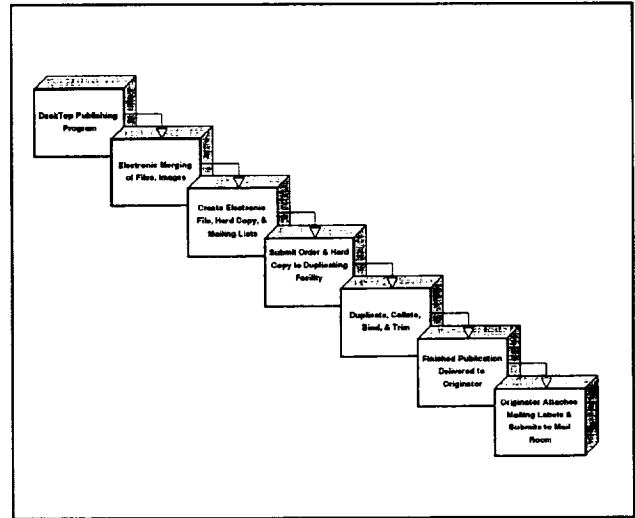 DeskTop Publishing
Program
Electronic Merging
of Files, Images
Create Electronic
File, Hard Copy, &
Mailing Lists
Submit Order & Hard
Copy to Duplicating
Facility
Duplicate, Collate,
Bind, & Trim
Finished Publication
Delivered to
Originator
Originator Attaches
Mailing Labels &
Submits to Mail
Room